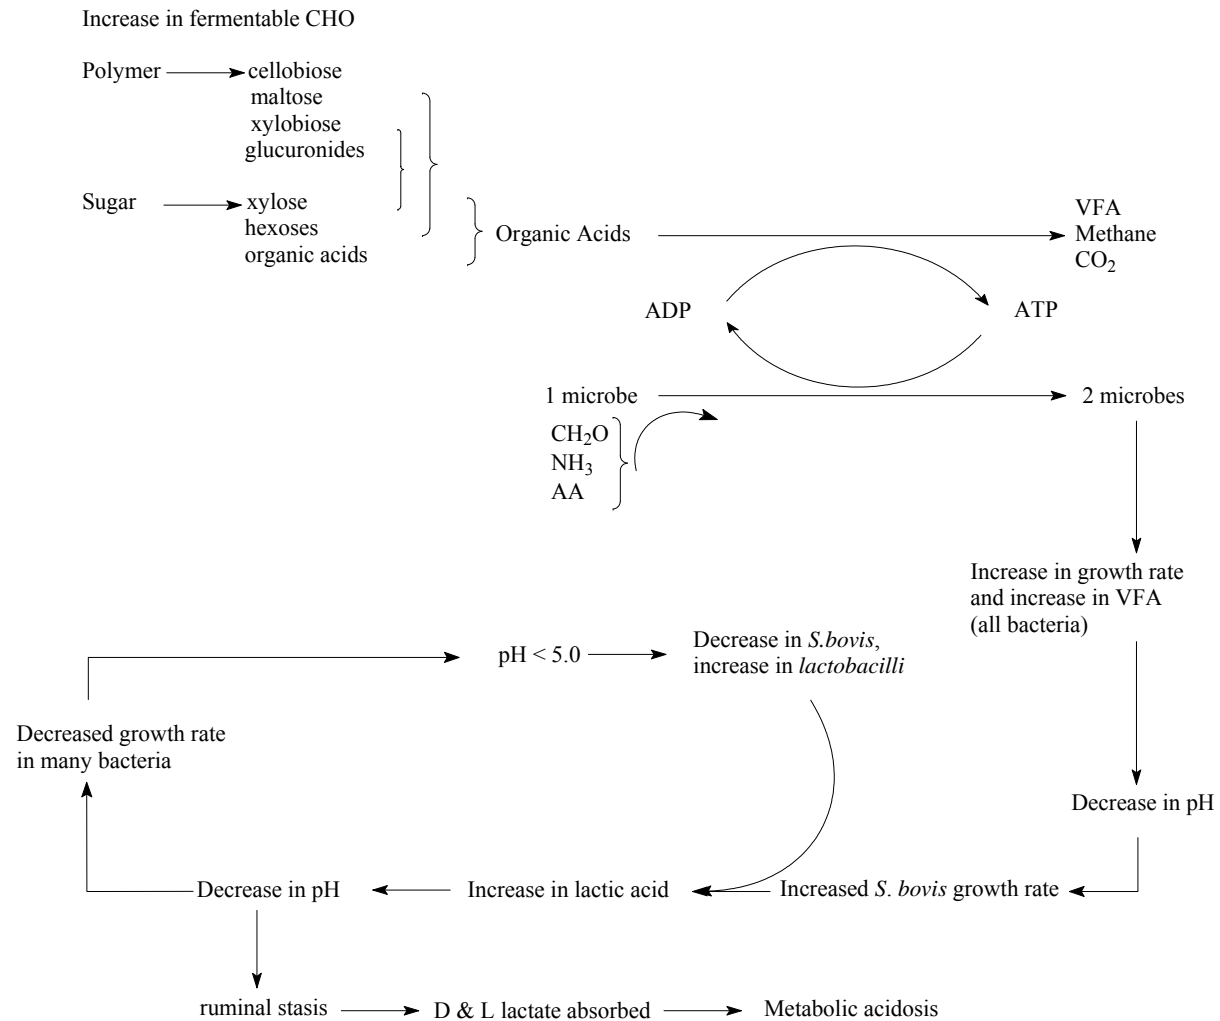 Increase in fermentable CHO
Polymer
cellobiose
maltose
xylobiose
glucuronides
Sugar
xylose
hexoses
organic acids
Organic Acids
VFA
Methane
CO₂
ADP
ATP
1 microbe
2 microbes
CH₂O
NH₃
AA
Increase in growth rate
and increase in VFA
(all bacteria)
pH < 5.0
Decrease in S.bovis,
increase in lactobacilli
Decreased growth rate
in many bacteria
Decrease in pH
Decrease in pH
Increase in lactic acid
Increased S. bovis growth rate
ruminal stasis
D & L lactate absorbed
Metabolic acidosis